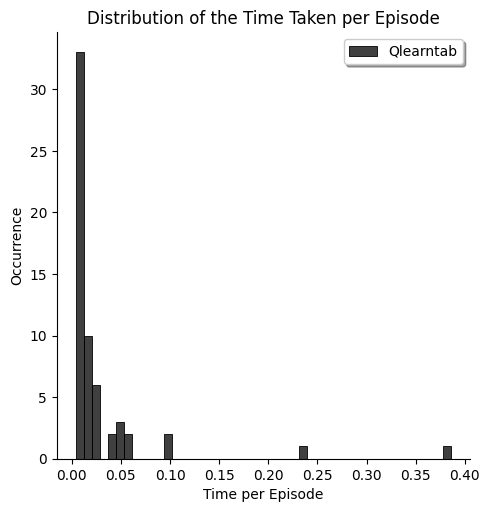 Distribution of the Time Taken per Episode
Qlearntab
Occurrence
30
25
20
15
10
5
0
0.00 0.05 0.10 0.15 0.20 0.25 0.30 0.35 0.40
Time per Episode